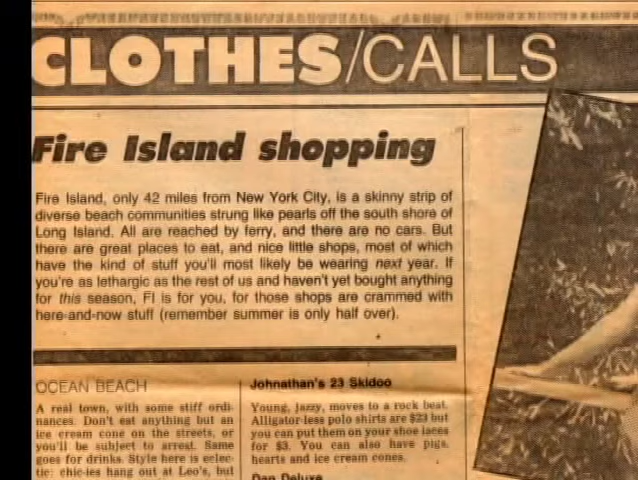 CLOTHES/CALLS
Fire Island shopping
Fire Island, only 42 miles from New York City, is a skinny strip of
diverse beach communities strung like pearls off the south shore of
Long Island. All are reached by ferry, and there are no cars. But
there are great places to eat, and nice little shops, most of which
have the kind of stuff you'll most likely be wearing next year. If
you're as lethargic as the rest of us and haven't yet bought anything
for this season, FI is for you, for those shops are crammed with
here-and-now stuff (remember summer is only half over).
OCEAN BEACH
A real town, with some stiff ordi-
nances. Don't eat anything but an
ice cream cone on the streets, or
you'll be subject to arrest. Same
goes for drinks. Style here is eclec-
tic: chic-ies hang out at Leo's, but
Johnathan's 23 Skidoo
Young, jazzy, moves to a rock beat.
Alligator-less polo shirts are $23 but
you can put them on your shoe laces
for $3. You can also have pigs,
hearts and ice cream cones.
Dan Deluxe